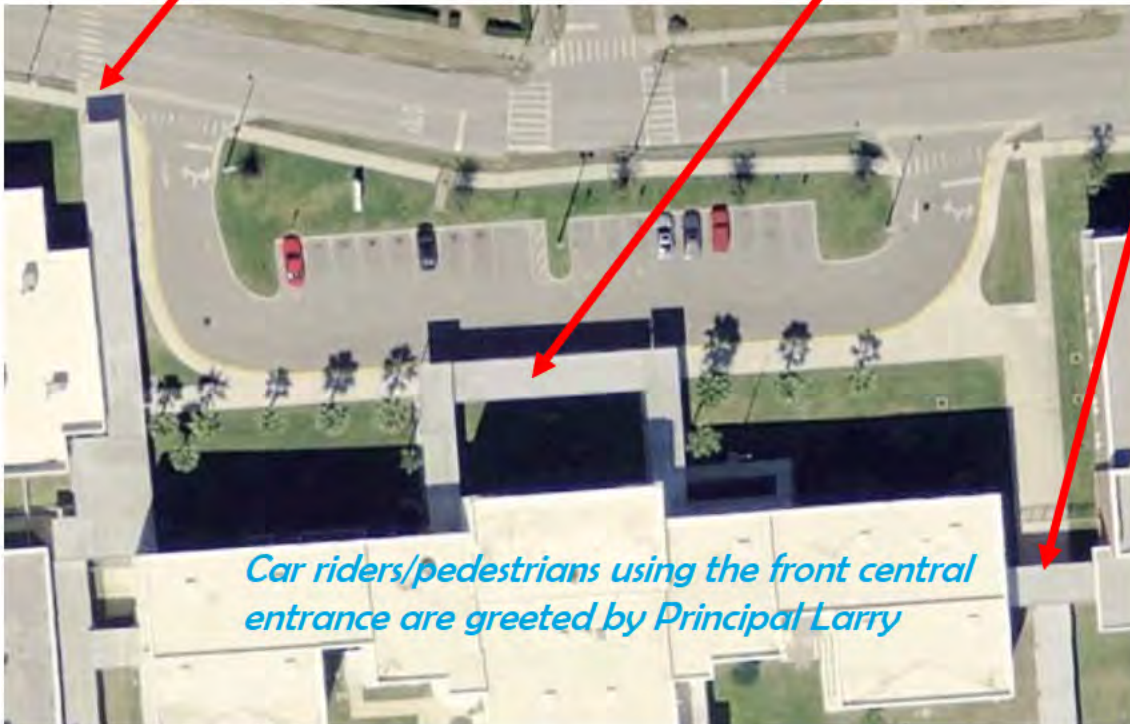 Car riders/pedestrians using the front central
entrance are greeted by Principal Larry